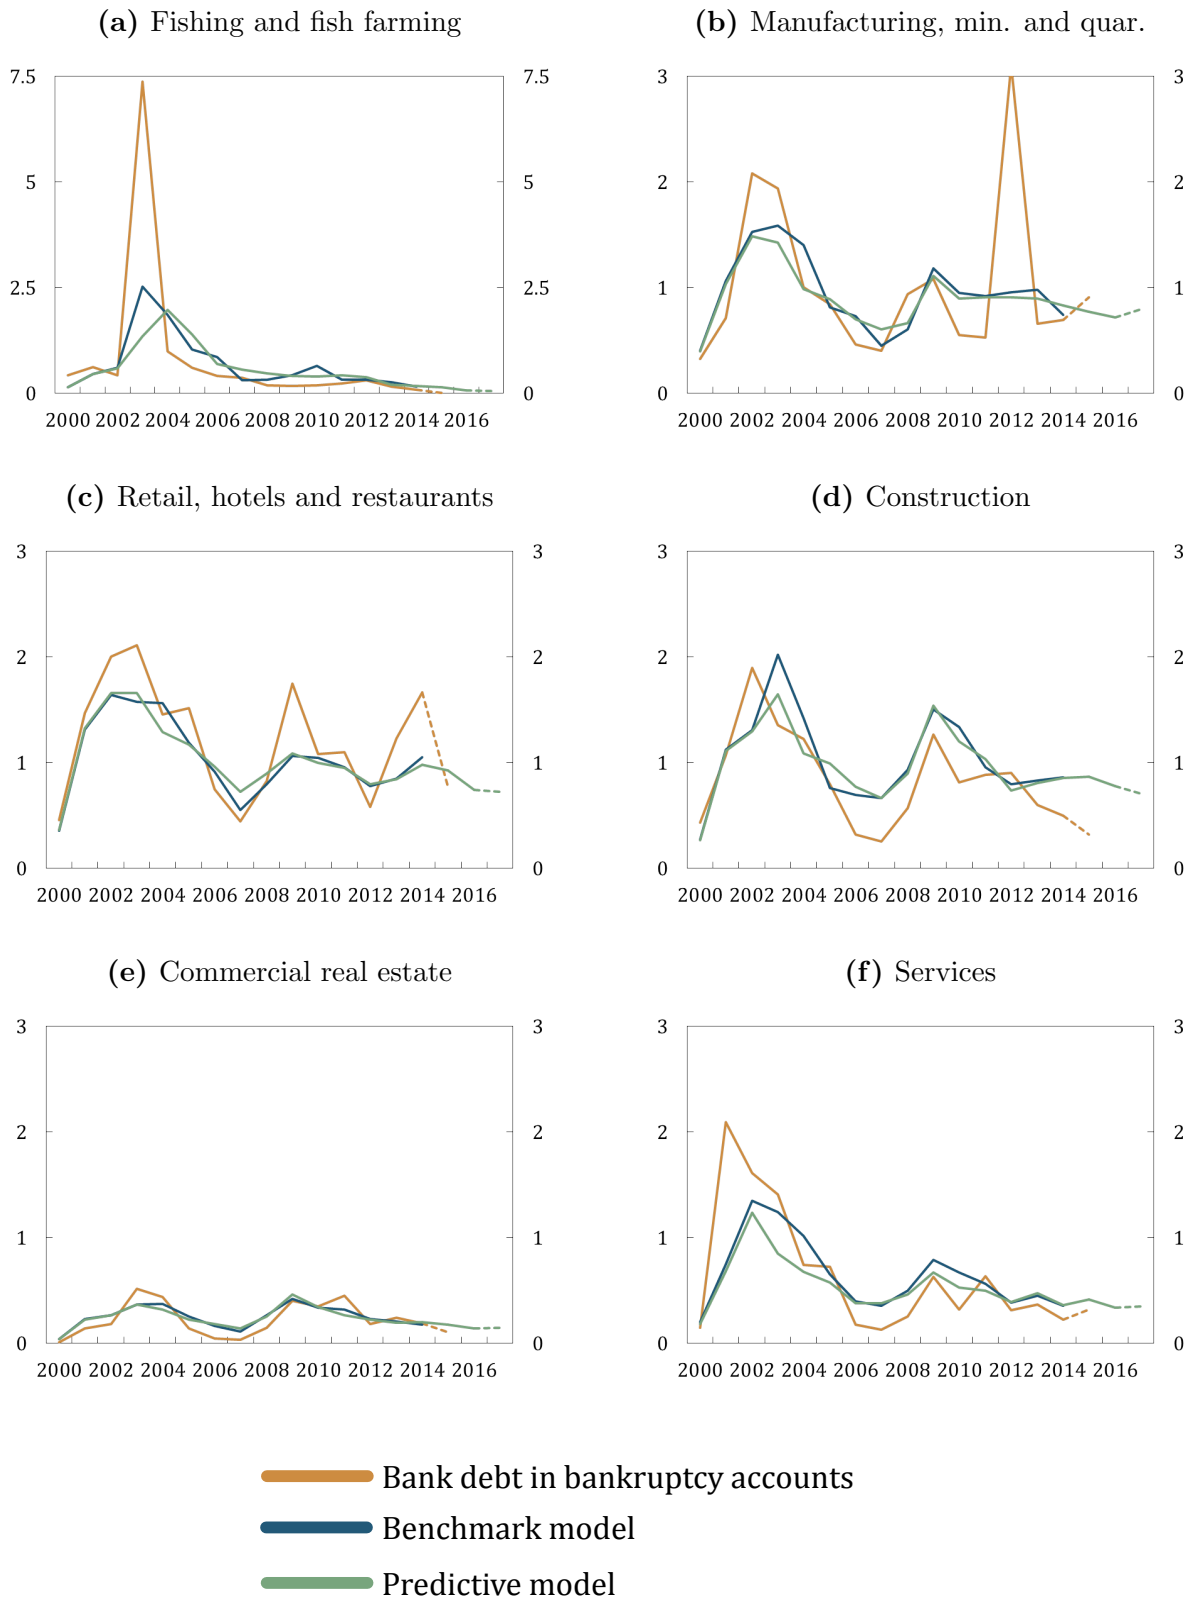 (a) Fishing and fish farming
(b) Manufacturing, min. and quar.
7.5 7.5
5 5
2.5 2.5
0 0
2000 2002 2004 2006 2008 2010 2012 2014 2016
3 3
2 2
1 1
0 0
2000 2002 2004 2006 2008 2010 2012 2014 2016
(c) Retail, hotels and restaurants
(d) Construction
3 3
2 2
1 1
0 0
2000 2002 2004 2006 2008 2010 2012 2014 2016
3 3
2 2
1 1
0 0
2000 2002 2004 2006 2008 2010 2012 2014 2016
(e) Commercial real estate
(f) Services
3 3
2 2
1 1
0 0
2000 2002 2004 2006 2008 2010 2012 2014 2016
3 3
2 2
1 1
0 0
2000 2002 2004 2006 2008 2010 2012 2014 2016
Bank debt in bankruptcy accounts
Benchmark model
Predictive model